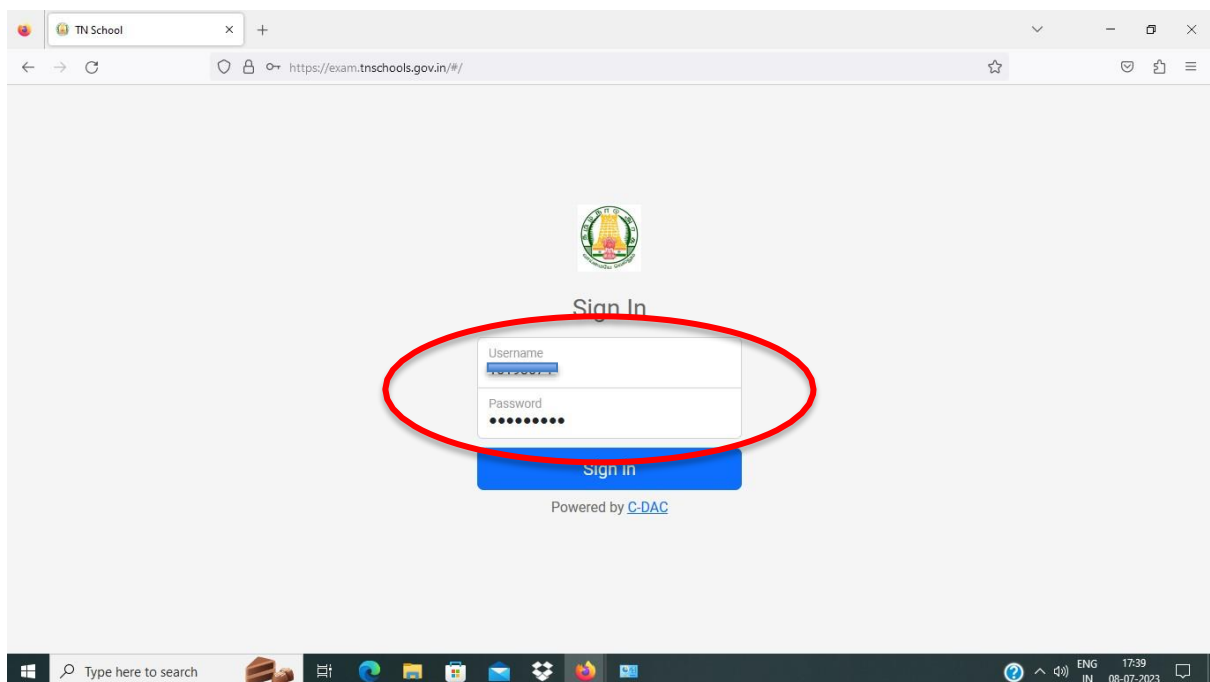 TN School
https://exam.tnschools.gov.in/#/
Sign In
Username
Password
•••••••••
Sign In
Powered by C-DAC
Type here to search
ENG 17:39
IN 08-07-2023